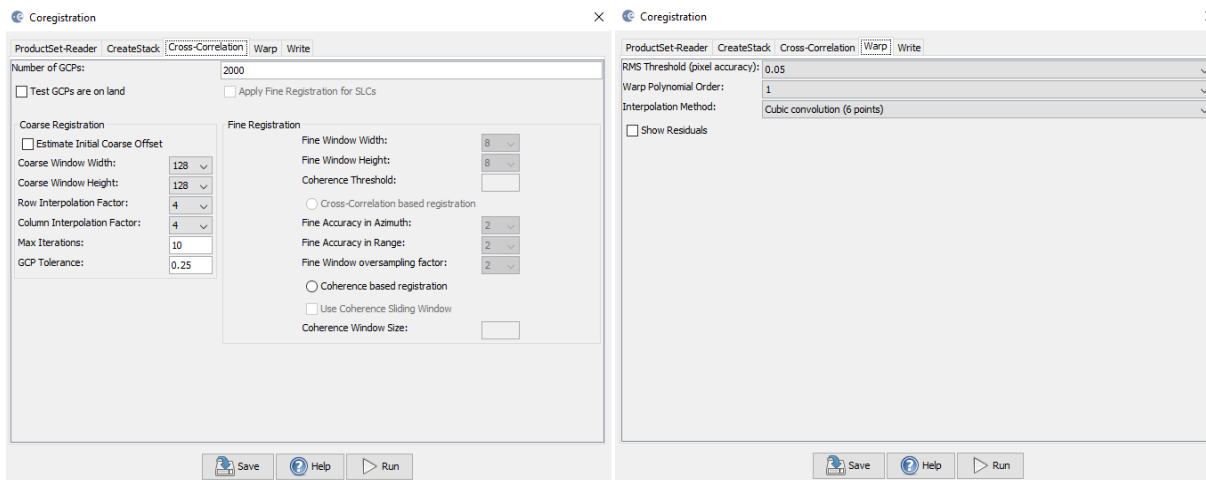 Coregistration
ProductSet-Reader CreateStack Cross-Correlation Warp Write
Number of GCPs: 2000
Test GCPs are on land Apply Fine Registration for SLCs
Coarse Registration
Estimate Initial Coarse Offset
Coarse Window Width: 128
Coarse Window Height: 128
Row Interpolation Factor: 4
Column Interpolation Factor: 4
Max Iterations: 10
GCP Tolerance: 0.25
Fine Registration
Fine Window Width: 8
Fine Window Height: 8
Coherence Threshold:
Cross-Correlation based registration
Fine Accuracy in Azimuth: 2
Fine Accuracy in Range: 2
Fine Window oversampling factor: 2
Coherence based registration
Use Coherence Sliding Window
Coherence Window Size:
Save Help Run
Coregistration
ProductSet-Reader CreateStack Cross-Correlation Warp Write
RMS Threshold (pixel accuracy): 0.05
Warp Polynomial Order: 1
Interpolation Method: Cubic convolution (6 points)
Show Residuals
Save Help Run